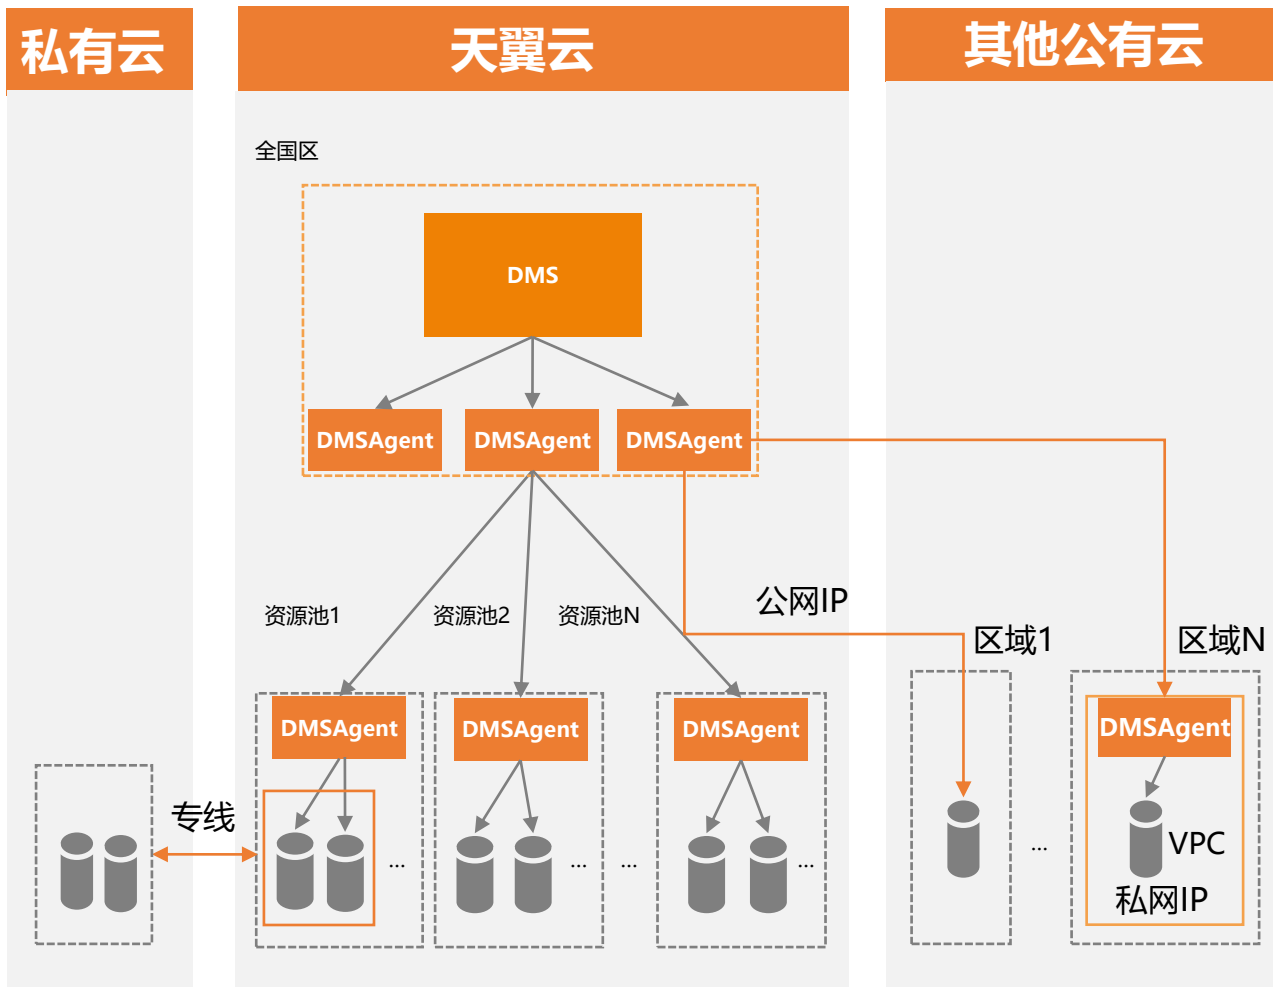 私有云
天翼云
其他公有云
全国区
DMS
DMSAgent
DMSAgent
DMSAgent
资源池1
资源池2
资源池N
公网IP
区域1
区域N
DMSAgent
DMSAgent
DMSAgent
DMSAgent
专线
...
...
...
...
...
VPC
私网IP